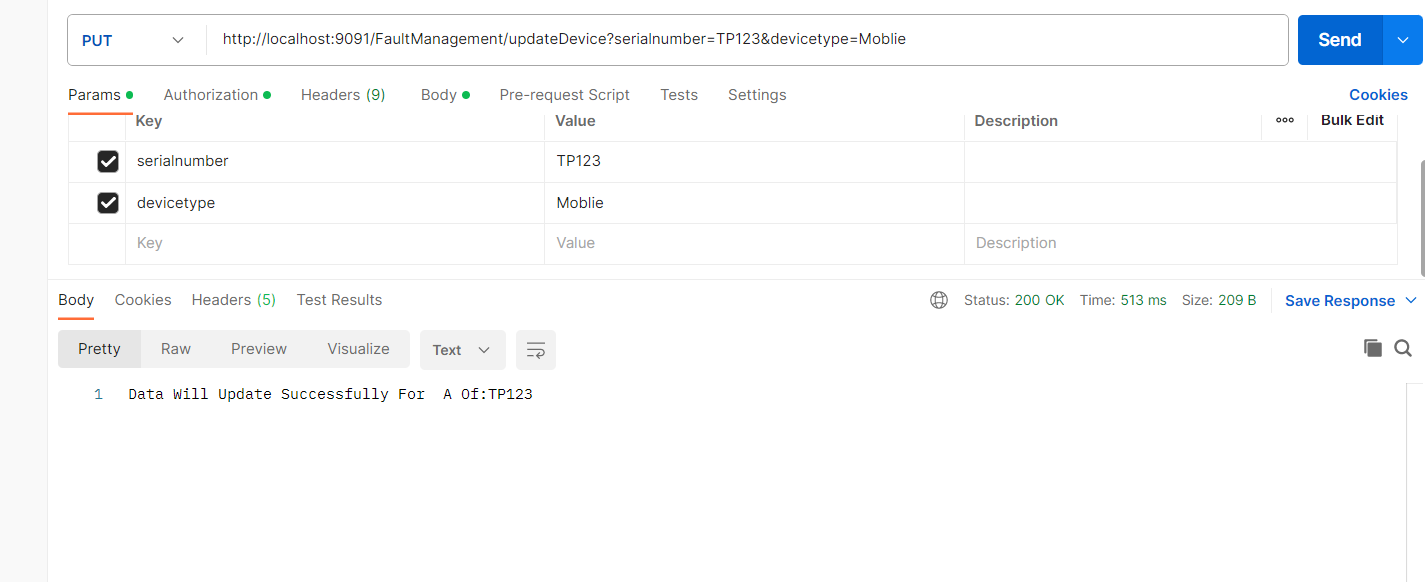 PUT http://localhost:9091/FaultManagement/updateDevice?serialnumber=TP123&devicetype=Moblie Send
Params Authorization Headers (9) Body Pre-request Script Tests Settings Cookies
Key Value Description Bulk Edit
serialnumber TP123
devicetype Moblie
Key Value Description
Body Cookies Headers (5) Test Results Status: 200 OK Time: 513 ms Size: 209 B Save Response
Pretty Raw Preview Visualize Text
1 Data Will Update Successfully For  A Of:TP123